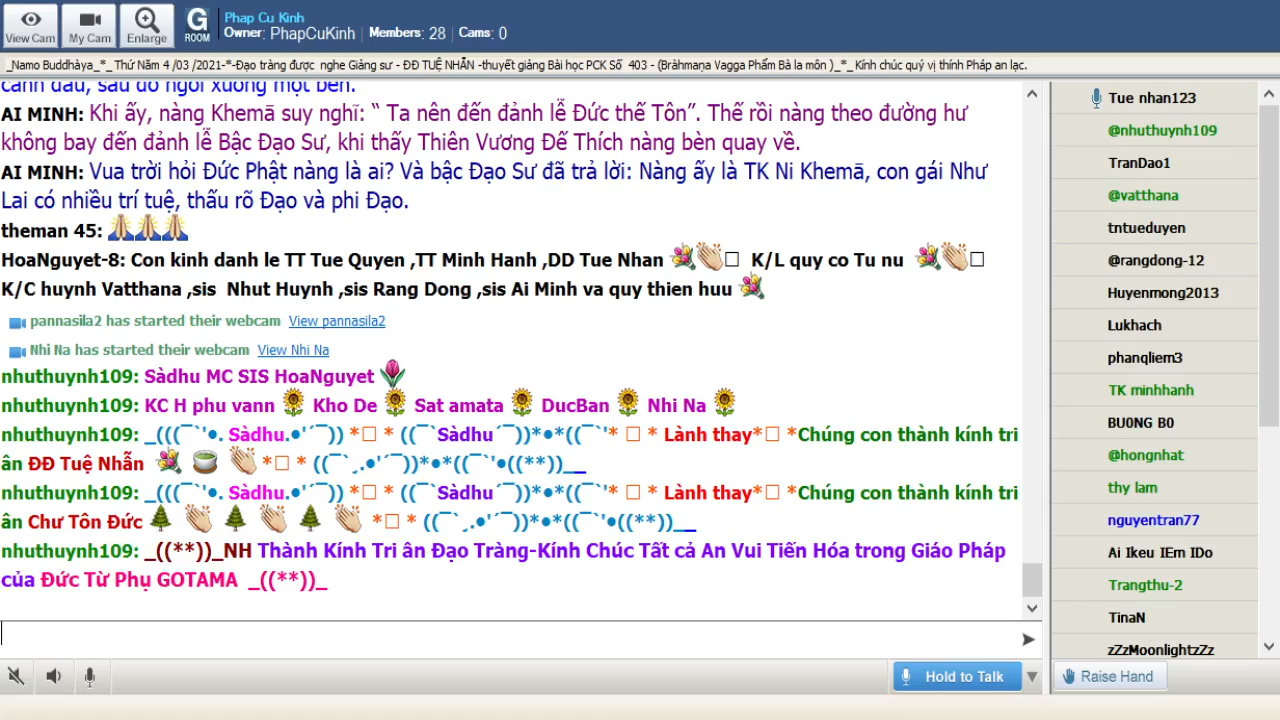 View Cam
My Cam
Enlarge
G ROOM
Phap Cu Kinh
Owner: PhapCuKinh | Members: 28 | Cams: 0
_Namo Buddhàya_*_ Thứ Năm 4 /03 /2021-*-Đạo tràng được nghe Giảng sư - ĐĐ TUỆ NHẪN -thuyết giảng Bài học PCK Số 403 - (Bràhmaṇa Vagga Phẩm Bà la môn )_*_ Kính chúc quý vị thính Pháp an lạc.
cành đầu, sau đó ngồi xuống một bên.
AI MINH: Khi ấy, nàng Khemā suy nghĩ: “ Ta nên đến đảnh lễ Đức thế Tôn”. Thế rồi nàng theo đường hư
không bay đến đảnh lễ Bậc Đạo Sư, khi thấy Thiên Vương Đế Thích nàng bèn quay về.
AI MINH: Vua trời hỏi Đức Phật nàng là ai? Và bậc Đạo Sư đã trả lời: Nàng ấy là TK Ni Khemā, con gái Như
Lai có nhiều trí tuệ, thấu rõ Đạo và phi Đạo.
theman 45: 🙏🙏🙏
HoaNguyet-8: Con kinh danh le TT Tue Quyen ,TT Minh Hanh ,DD Tue Nhan 💐👏□ K/L quy co Tu nu 💐👏□
K/C huynh Vatthana ,sis Nhut Huynh ,sis Rang Dong ,sis Ai Minh va quy thien huu 💐
pannasila2 has started their webcam View pannasila2
Nhi Na has started their webcam View Nhi Na
nhuthuynh109: Sàdhu MC SIS HoaNguyet 🌷
nhuthuynh109: KC H phu vann 🌻 Kho De 🌻 Sat amata 🌻 DucBan 🌻 Nhi Na 🌻
nhuthuynh109: _(((¯`'•. Sàdhu.•'´¯)) *□ * ((¯`Sàdhu´¯))*•*((¯`'* □ * Lành thay*□ *Chúng con thành kính tri
ân ĐĐ Tuệ Nhẫn 💐 🍵 👏 *□ * ((¯`¸.•'´¯))*•*((¯`'•((**))_ _
nhuthuynh109: _(((¯`'•. Sàdhu.•'´¯)) *□ * ((¯`Sàdhu´¯))*•*((¯`'* □ * Lành thay*□ *Chúng con thành kính tri
ân Chư Tôn Đức 🌲 👏 🌲 👏 🌲 👏 *□ * ((¯`¸.•'´¯))*•*((¯`'•((**))_ _
nhuthuynh109: _((**))_NH Thành Kính Tri ân Đạo Tràng-Kính Chúc Tất cả An Vui Tiến Hóa trong Giáo Pháp
của Đức Từ Phụ GOTAMA _((**))_
Hold to Talk
Tue nhan123
@nhuthuynh109
TranDao1
@vatthana
tntueduyen
@rangdong-12
Huyenmong2013
Lukhach
phanqliem3
TK minhhanh
BU0NG B0
@hongnhat
thy lam
nguyentran77
Ai Ikeu IEm IDo
Trangthu-2
TinaN
zZzMoonlightzZz
Raise Hand